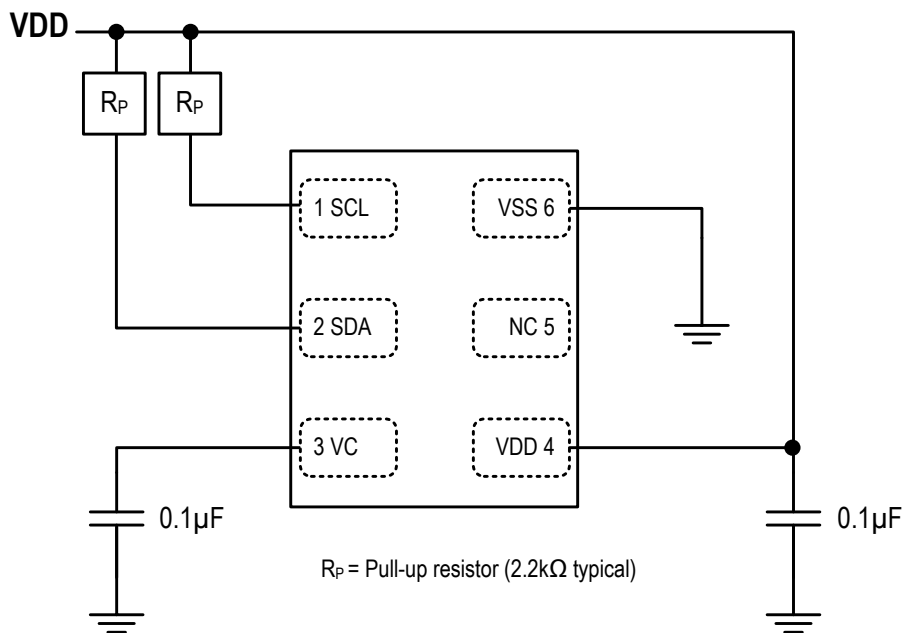 VDD
RP
RP
1 SCL
VSS 6
2 SDA
NC 5
3 VC
VDD 4
0.1µF
0.1µF
RP = Pull-up resistor (2.2kΩ typical)